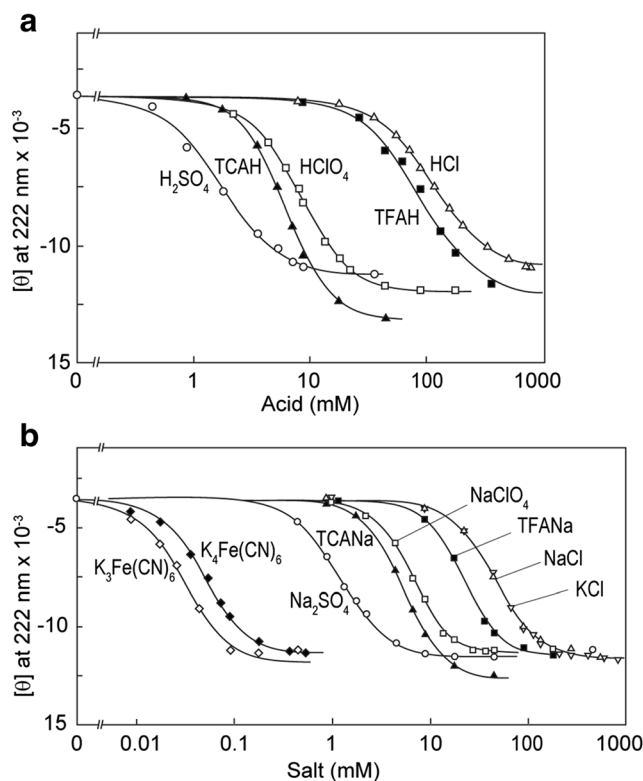 a
-5
-10
15
[θ] at 222 nm x 10⁻³
H₂SO₄
TCAH
HClO₄
HCl
TFAH
0
1
10
100
1000
Acid (mM)
b
-5
-10
-15
[θ] at 222 nm x 10⁻³
K₃Fe(CN)₆
K₄Fe(CN)₆
Na₂SO₄
TCANa
NaClO₄
TFANa
NaCl
KCl
0
0.01
0.1
1
10
100
1000
Salt (mM)